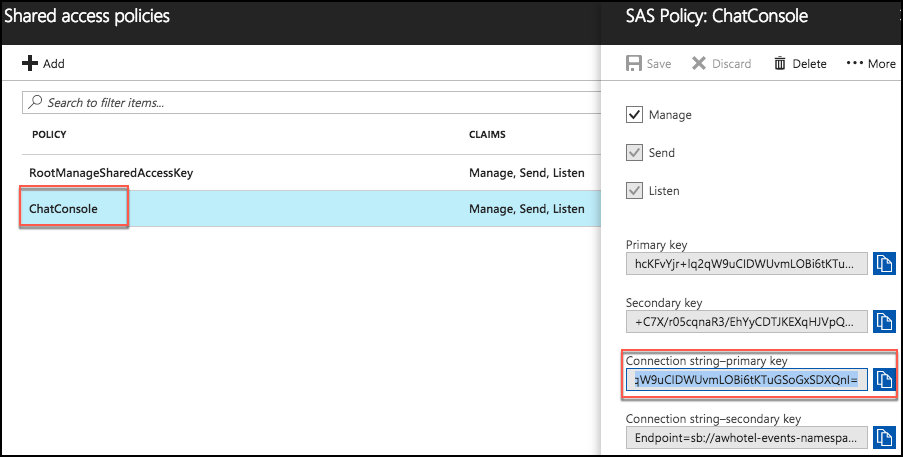 Shared access policies
Add
Search to filter items...
POLICY CLAIMS
RootManageSharedAccessKey Manage, Send, Listen
ChatConsole Manage, Send, Listen
SAS Policy: ChatConsole
Save Discard Delete More
Manage
Send
Listen
Primary key
hcKFvYjr+lq2qW9uCIDWUvmLOBi6tKTu...
Secondary key
+C7X/r05cqnaR3/EhYyCDTJKEXqHJVpQ...
Connection string–primary key
qW9uCIDWUvmLOBi6tKTuGSoGxSDXQnI=
Connection string–secondary key
Endpoint=sb://awhotel-events-namespa...